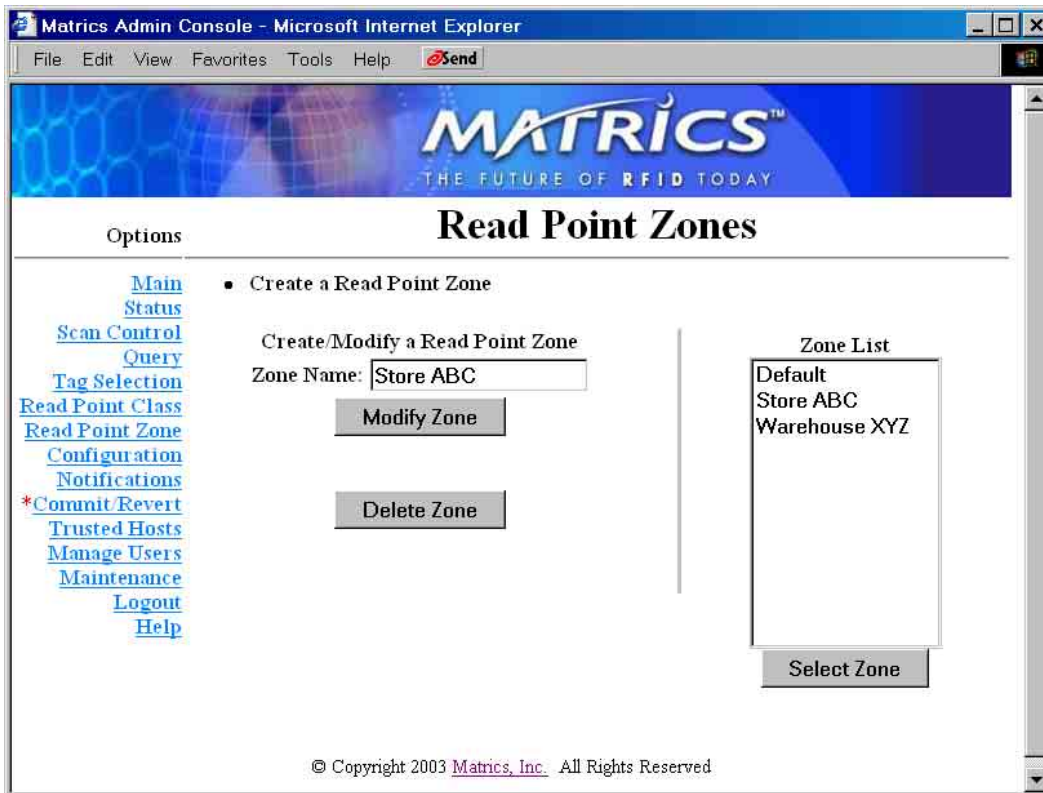 Matrics Admin Console - Microsoft Internet Explorer
File Edit View Favorites Tools Help Send
MATRICS™
THE FUTURE OF RFID TODAY
Options
Read Point Zones
Main
Status
Scan Control
Query
Tag Selection
Read Point Class
Read Point Zone
Configuration
Notifications
*Commit/Revert
Trusted Hosts
Manage Users
Maintenance
Logout
Help
• Create a Read Point Zone
Create/Modify a Read Point Zone
Zone Name: Store ABC
Modify Zone
Delete Zone
Zone List
Default
Store ABC
Warehouse XYZ
Select Zone
© Copyright 2003 Matrics, Inc. All Rights Reserved